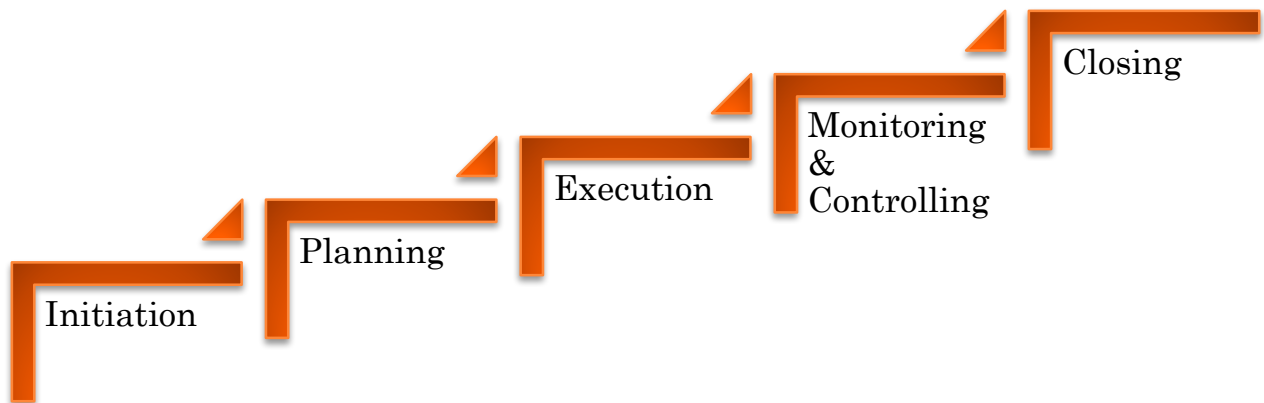 Initiation
Planning
Execution
Monitoring
&
Controlling
Closing